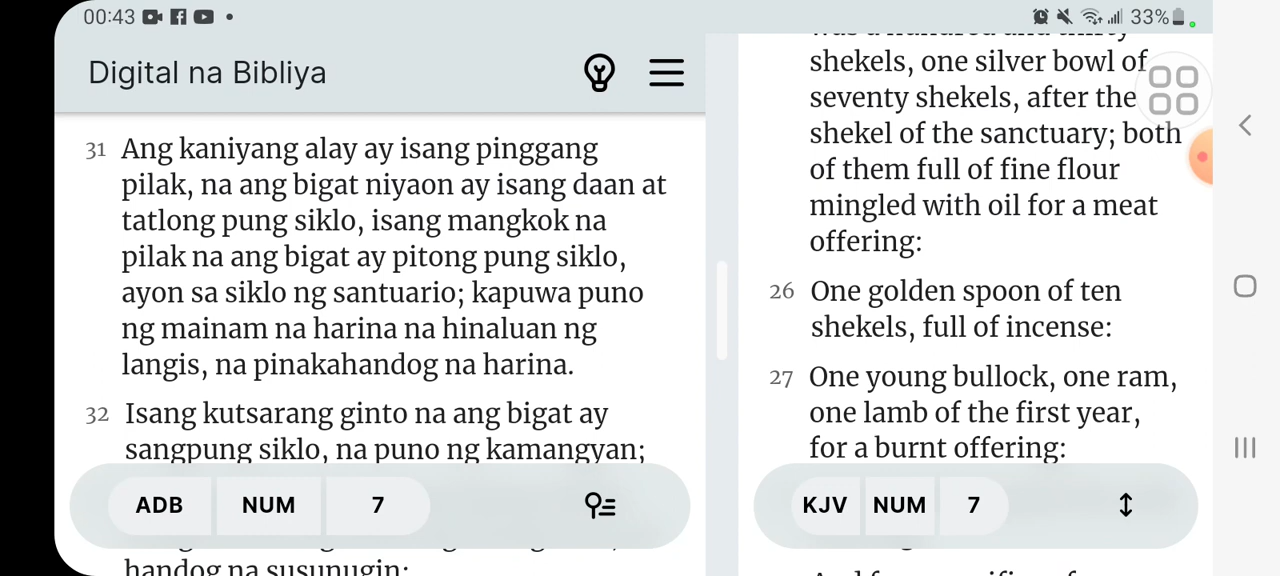 00:43
33%
Digital na Bibliya
31 Ang kaniyang alay ay isang pinggang
pilak, na ang bigat niyaon ay isang daan at
tatlong pung siklo, isang mangkok na
pilak na ang bigat ay pitong pung siklo,
ayon sa siklo ng santuario; kapuwa puno
ng mainam na harina na hinaluan ng
langis, na pinakahandog na harina.
32 Isang kutsarang ginto na ang bigat ay
sangpung siklo, na puno ng kamangyan;
ADB NUM 7
handog na susunugin:
was a hundred and thirty
shekels, one silver bowl of
seventy shekels, after the
shekel of the sanctuary; both
of them full of fine flour
mingled with oil for a meat
offering:
26 One golden spoon of ten
shekels, full of incense:
27 One young bullock, one ram,
one lamb of the first year,
for a burnt offering:
KJV NUM 7